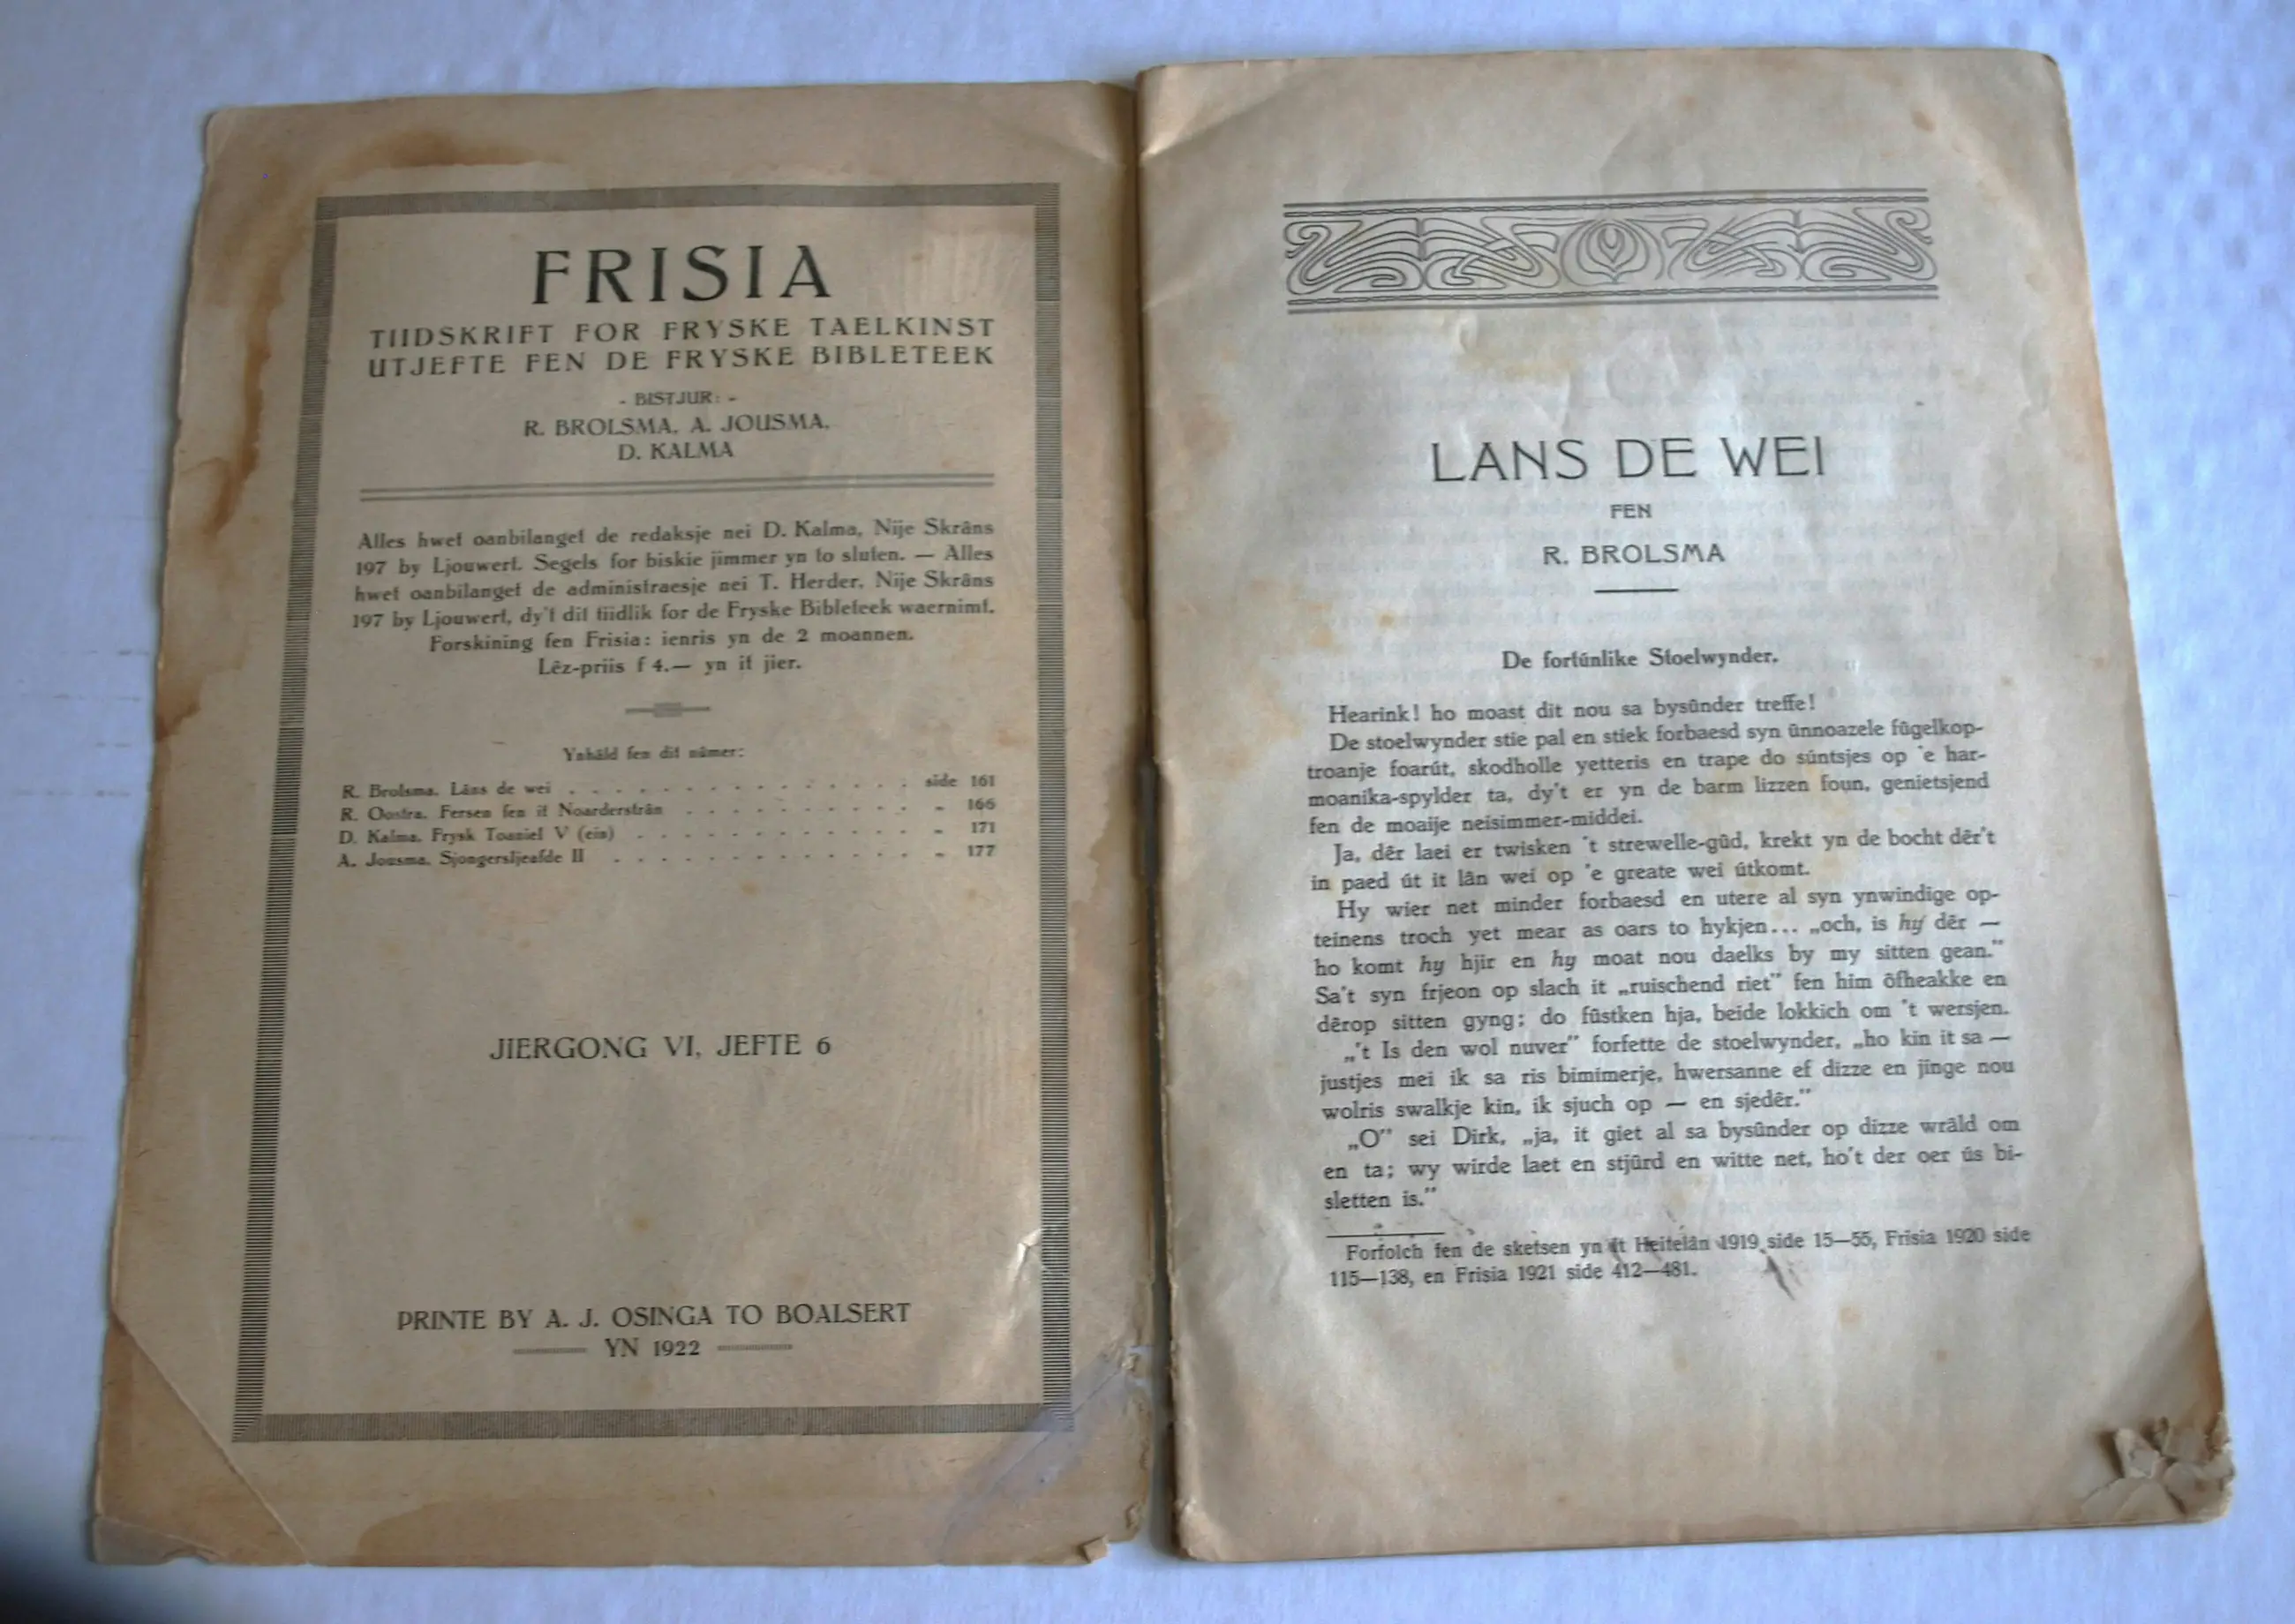 FRISIA
TIIDSKRIFT FOR FRYSKE TAELKINST
UTJEFTE FEN DE FRYSKE BIBLETEEK
- BISTJUR: -
R. BROLSMA, A. JOUSMA,
D. KALMA
Alles hwet oanbilanget de redaksje nei D. Kalma, Nije Skrâns
197 by Ljouwert. Segels for biskie jimmer yn to sluten. — Alles
hwet oanbilanget de administraesje nei T. Herder, Nije Skrâns
197 by Ljouwert, dy't dit tiidlik for de Fryske Bibleteek waernimt.
Forskining fen Frisia: ienris yn de 2 moannen.
Lêz-priis f 4.— yn it jier.
Ynhâld fen dit nûmer:
R. Brolsma. Lâns de wei . . . . . . . . . . . . . . . side 161
R. Oostra. Fersen fen it Noarderstrân . . . . . . . . . . . „ 166
D. Kalma. Frysk Toaniel V (ein) . . . . . . . . . . . . „ 171
A. Jousma. Sjongersljeafde II . . . . . . . . . . . . . . „ 177
JIERGONG VI, JEFTE 6
PRINTE BY A. J. OSINGA TO BOALSERT
YN 1922
LANS DE WEI
FEN
R. BROLSMA
De fortúnlike Stoelwynder.
Hearink! ho moast dit nou sa bysûnder treffe!
De stoelwynder stie pal en stiek forbaesd syn ûnnoazele fûgelkop-
troanje foarút, skodholle yetteris en trape do súntsjes op 'e har-
moanika-spylder ta, dy't er yn de barm lizzen foun, genietsjend
fen de moaije neisimmer-middei.
Ja, dêr laei er twisken 't strewelle-gûd, krekt yn de bocht dêr't
in paed út it lân wei op 'e greate wei útkomt.
Hy wier net minder forbaesd en utere al syn ynwindige op-
teinens troch yet mear as oars to hykjen... „och, is hy dêr —
ho komt hy hjir en hy moat nou daelks by my sitten gean."
Sa't syn frjeon op slach it „ruischend riet" fen him ôfheakke en
dêrop sitten gyng; do fûstken hja, beide lokkich om 't wersjen.
„'t Is den wol nuver" forfette de stoelwynder, „ho kin it sa —
justjes mei ik sa ris bimimerje, hwersanne ef dizze en jinge nou
wolris swalkje kin, ik sjuch op — en sjedêr."
„O" sei Dirk, „ja, it giet al sa bysûnder op dizze wrâld om
en ta; wy wirde laet en stjûrd en witte net, ho't der oer ús bi-
sletten is."
Forfolch fen de sketsen yn it Heitelân 1919 side 15—55, Frisia 1920 side
115—138, en Frisia 1921 side 412—481.